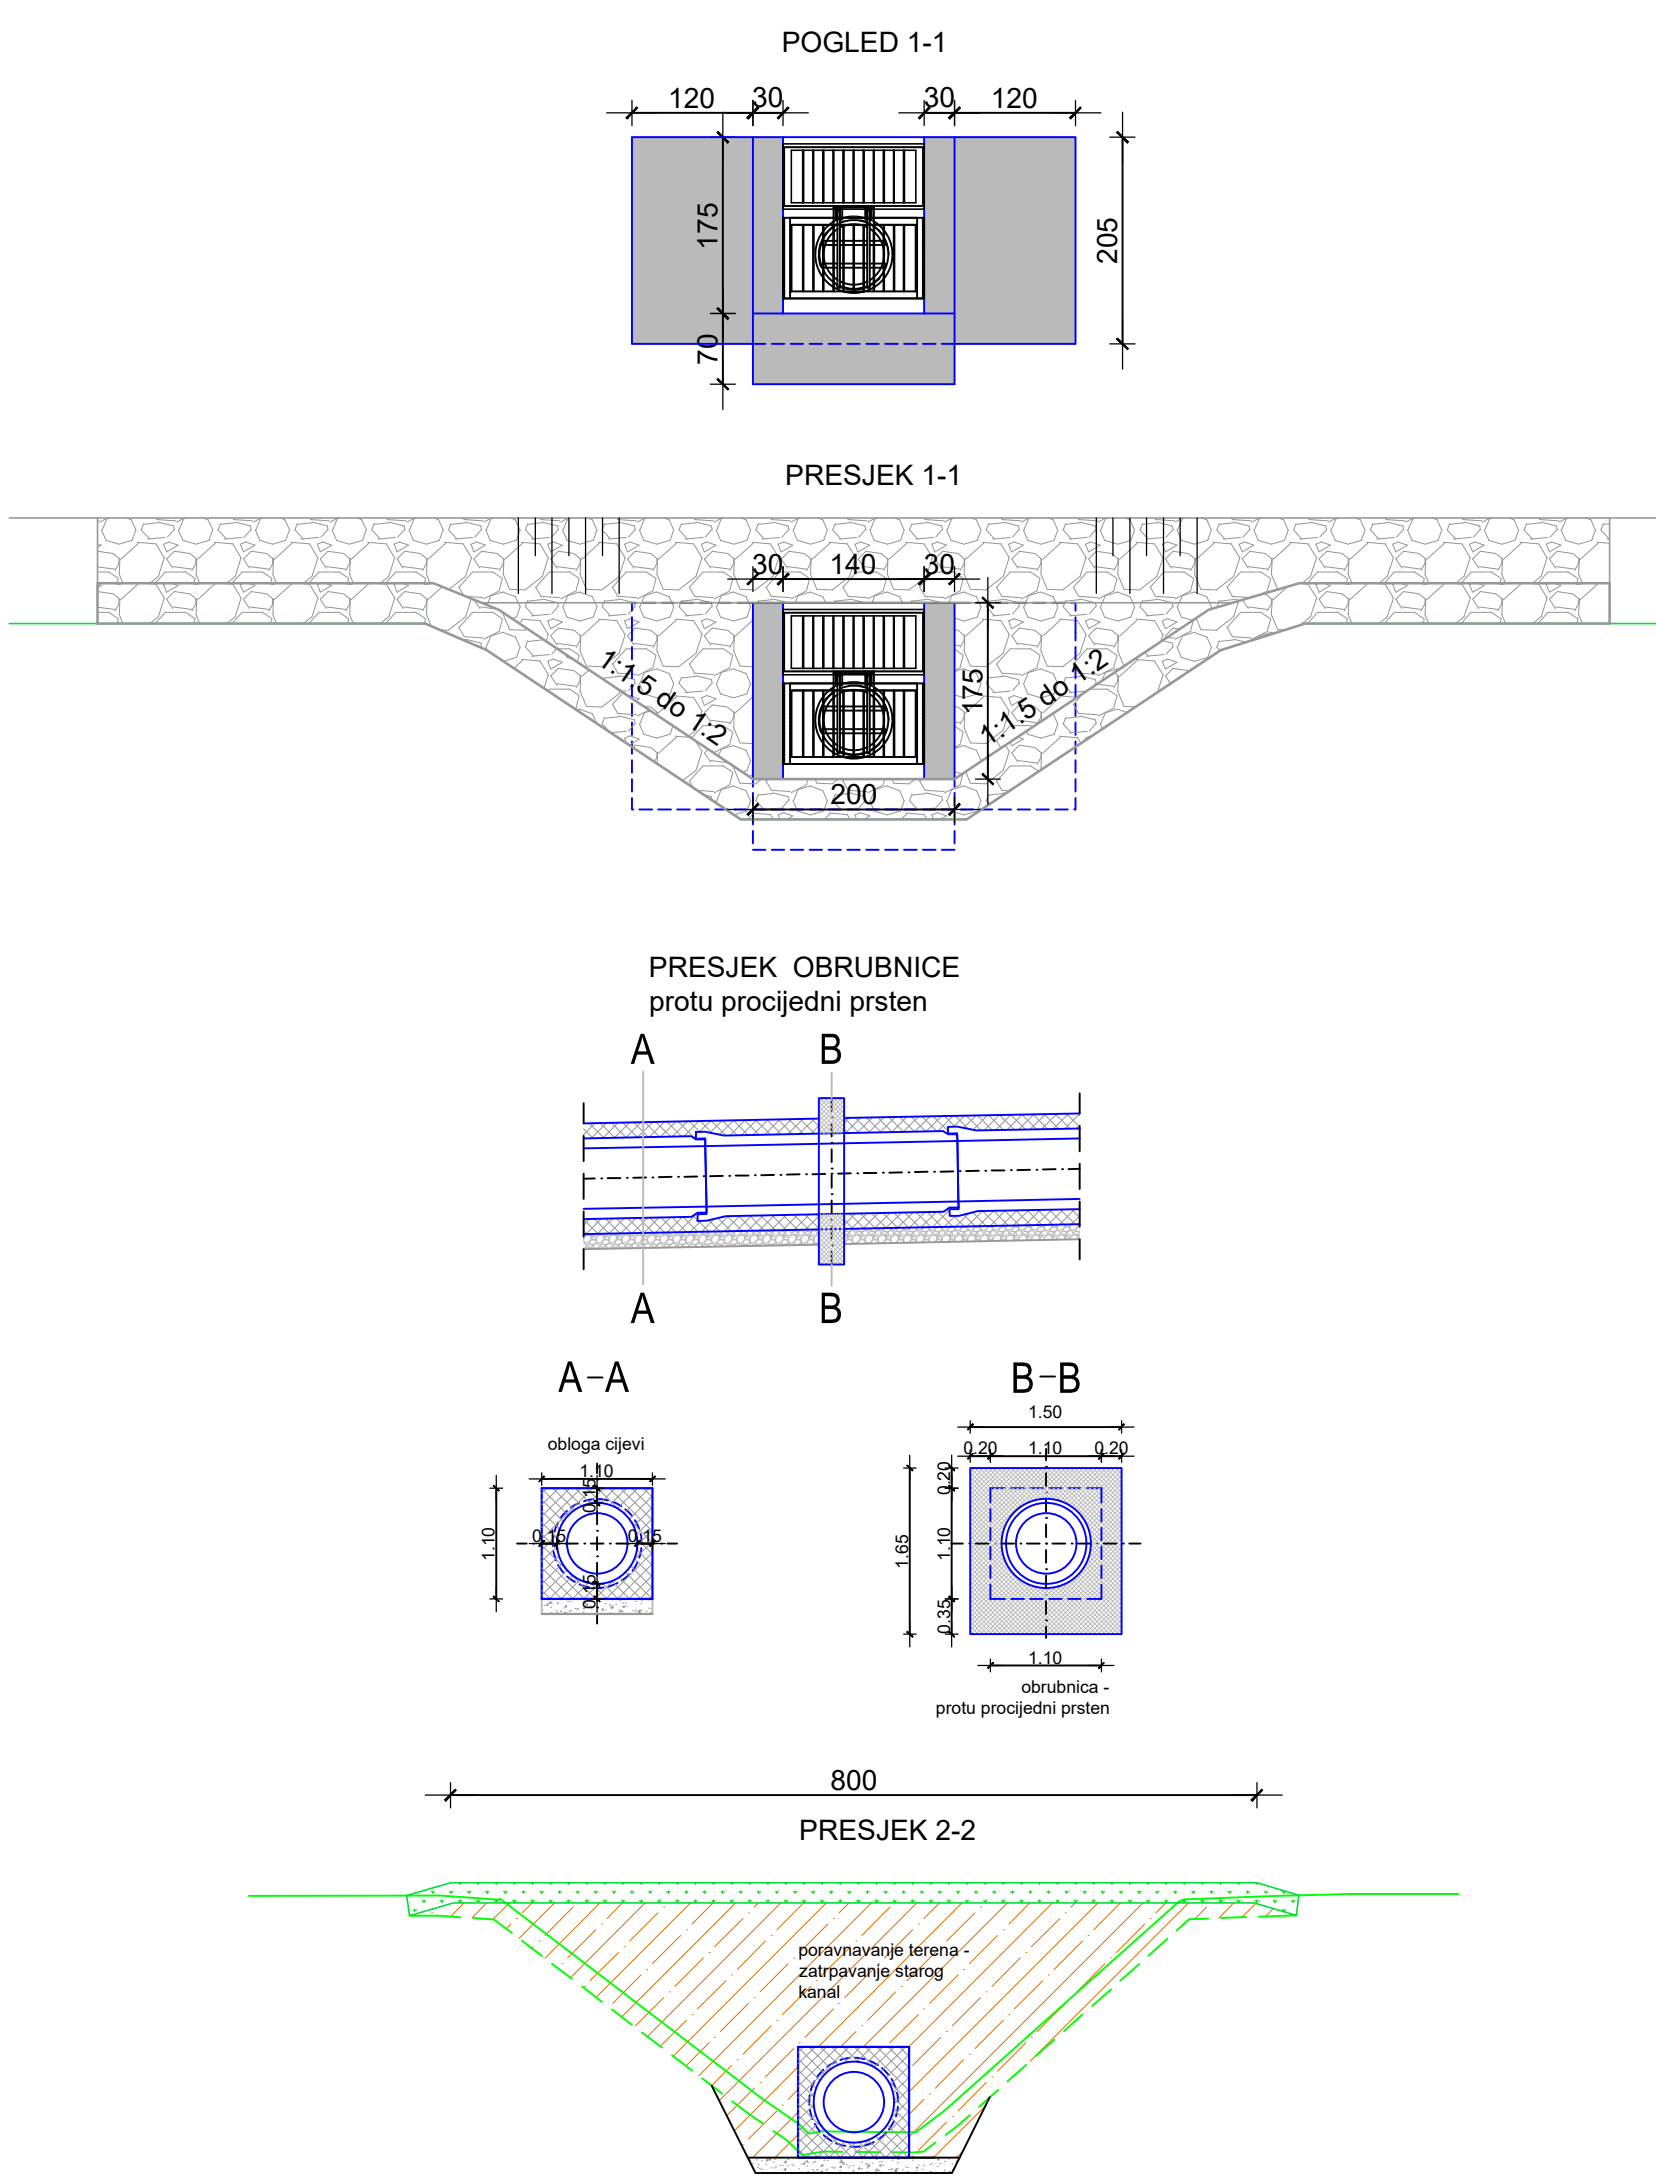 POGLED 1-1
120 30 30 120
175
205
70
PRESJEK 1-1
30 140 30
1:1.5 do 1:2
175
1:1.5 do 1:2
200
PRESJEK OBRUBNICE
protu procijedni prsten
A B
A B
A-A
B-B
obloga cijevi
1.10
0.15
1.10
0.15
0.15
0.15
1.50
0.20 1.10 0.20
0.20
1.65
1.10
0.35
1.10
obrubnica -
protu procijedni prsten
800
PRESJEK 2-2
poravnavanje terena -
zatrpavanje starog
kanal